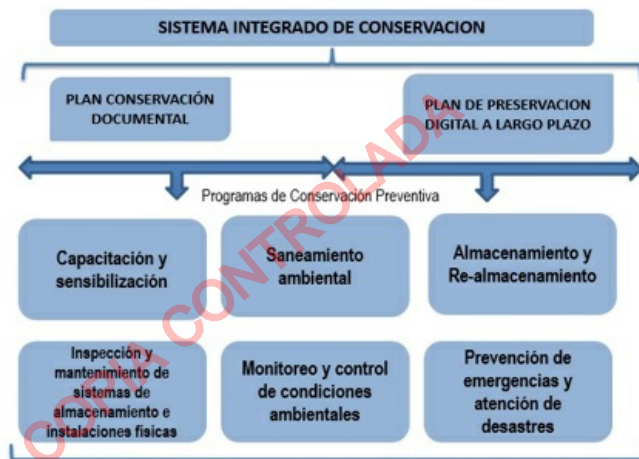 SISTEMA INTEGRADO DE CONSERVACION
PLAN CONSERVACIÓN
DOCUMENTAL
PLAN DE PRESERVACION
DIGITAL A LARGO PLAZO
Programas de Conservación Preventiva
Capacitación y
sensibilización
Saneamiento
ambiental
Almacenamiento y
Re-almacenamiento
Inspección y
mantenimiento de
sistemas de
almacenamiento e
instalaciones físicas
Monitoreo y control
de condiciones
ambientales
Prevención de
emergencias y
atención de
desastres
COPIA CONTROLADA